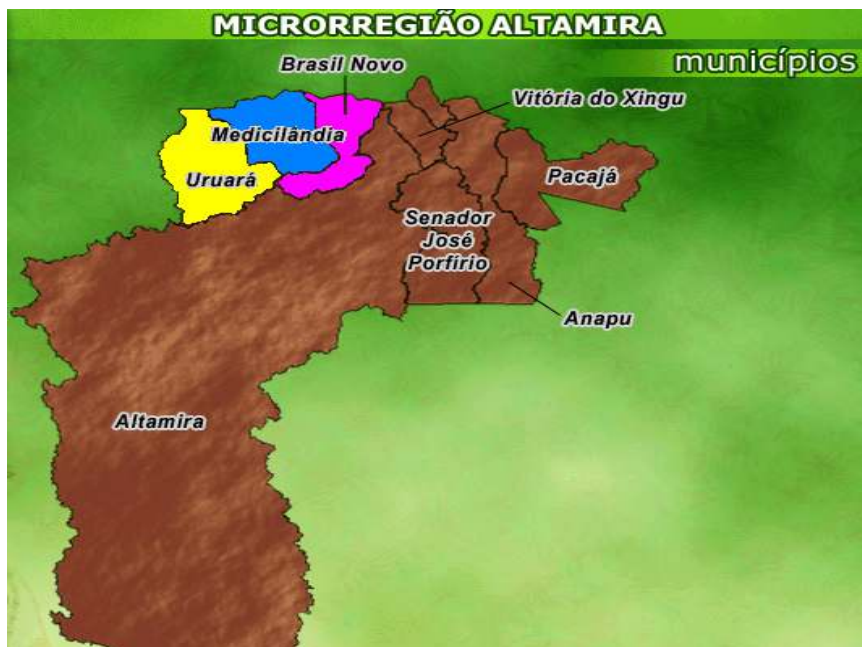 MICRORREGIÃO ALTAMIRA
municípios
Brasil Novo
Vitória do Xingu
Medicilândia
Uruará
Pacajá
Senador
José
Porfírio
Anapu
Altamira